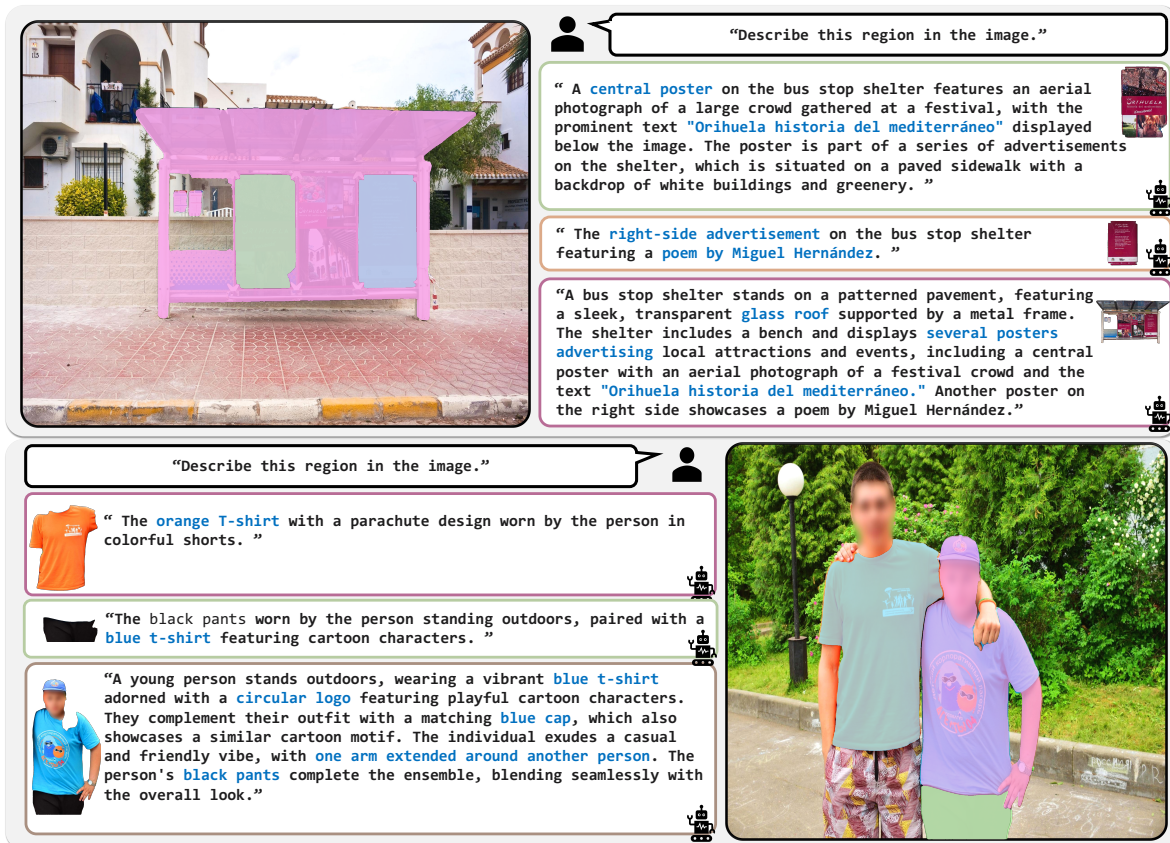 “Describe this region in the image.”
“ A central poster on the bus stop shelter features an aerial
photograph of a large crowd gathered at a festival, with the
prominent text "Orihuela historia del mediterráneo" displayed
below the image. The poster is part of a series of advertisements
on the shelter, which is situated on a paved sidewalk with a
backdrop of white buildings and greenery. ”
ORIHUELA
“ The right-side advertisement on the bus stop shelter
featuring a poem by Miguel Hernández. ”
“A bus stop shelter stands on a patterned pavement, featuring
a sleek, transparent glass roof supported by a metal frame.
The shelter includes a bench and displays several posters
advertising local attractions and events, including a central
poster with an aerial photograph of a festival crowd and the
text "Orihuela historia del mediterráneo." Another poster on
the right side showcases a poem by Miguel Hernández.”
“Describe this region in the image.”
“ The orange T-shirt with a parachute design worn by the person in
colorful shorts. ”
“The black pants worn by the person standing outdoors, paired with a
blue t-shirt featuring cartoon characters. ”
“A young person stands outdoors, wearing a vibrant blue t-shirt
adorned with a circular logo featuring playful cartoon characters.
They complement their outfit with a matching blue cap, which also
showcases a similar cartoon motif. The individual exudes a casual
and friendly vibe, with one arm extended around another person. The
person's black pants complete the ensemble, blending seamlessly with
the overall look.”